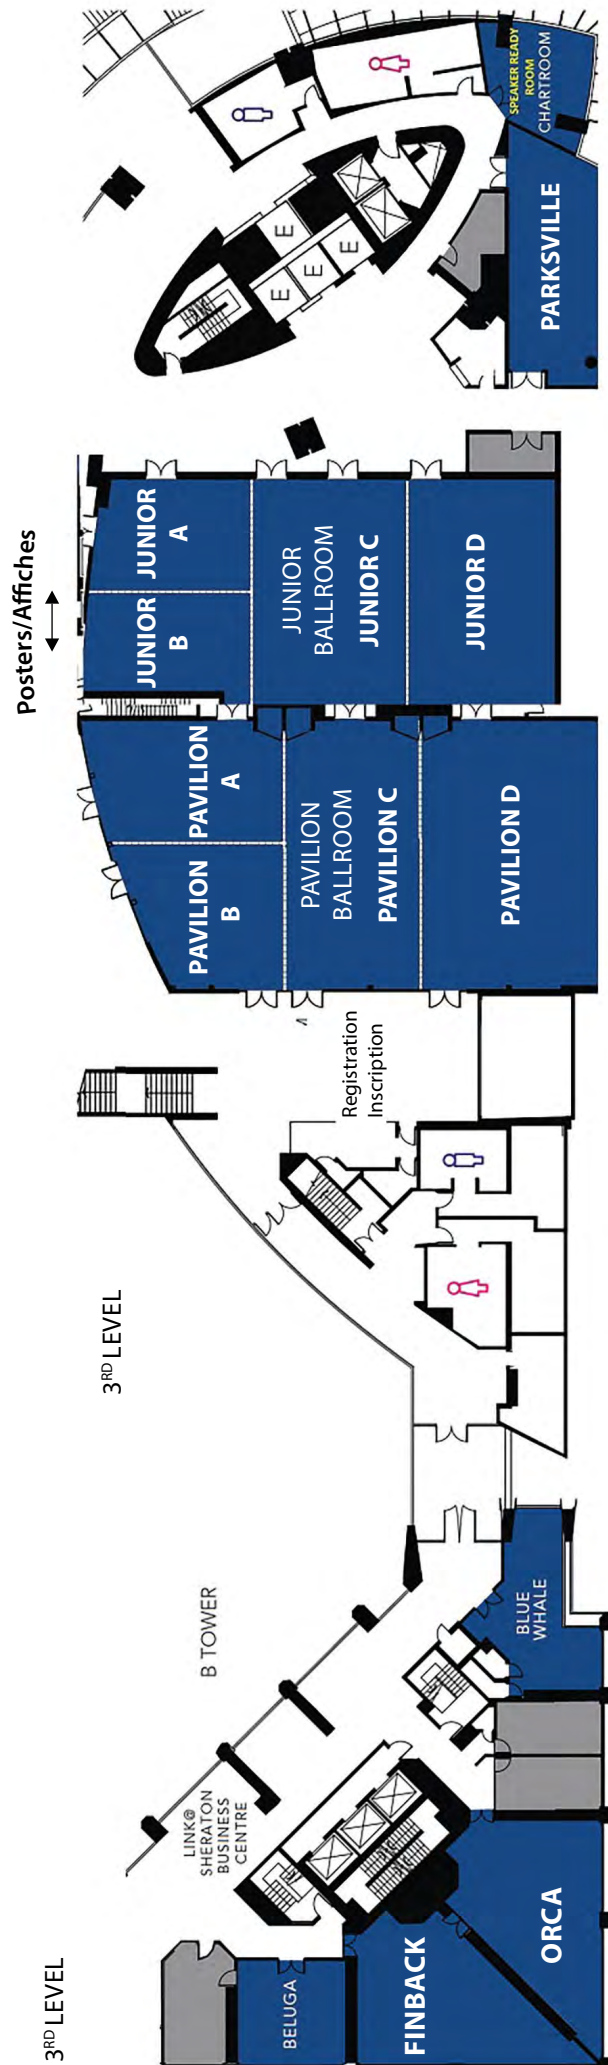 3RD LEVEL
BELUGA
FINBACK
ORCA
LINK@
SHERATON
BUSINESS
CENTRE
B TOWER
BLUE
WHALE
3RD LEVEL
Registration
Inscription
PAVILION
B
PAVILION
A
PAVILION
BALLROOM
PAVILION C
PAVILION D
Posters/Affiches
JUNIOR
B
JUNIOR
A
JUNIOR
BALLROOM
JUNIOR C
JUNIOR D
E
E
E
E
PARKSVILLE
SPEAKER READY
ROOM
CHARTROOM